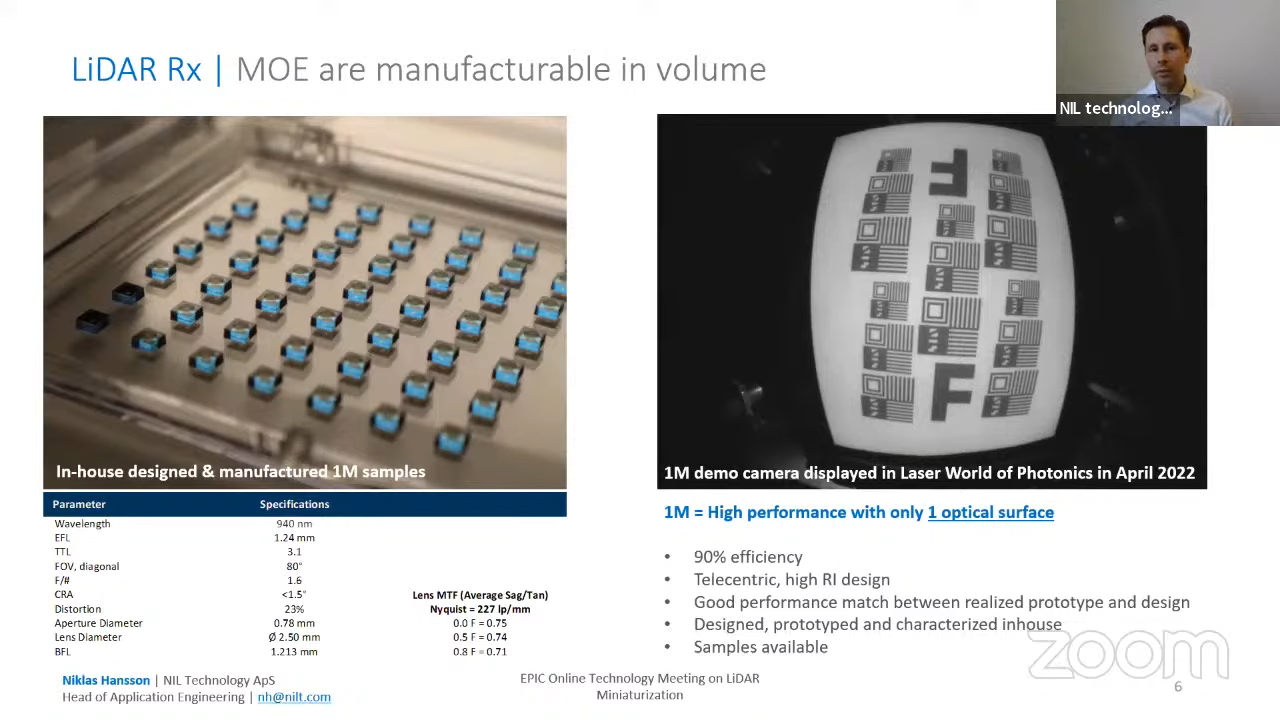 LiDAR Rx | MOE are manufacturable in volume
NIL technolog...
In-house designed & manufactured 1M samples
Parameter Specifications
Wavelength 940 nm
EFL 1.24 mm
TTL 3.1
FOV, diagonal 80°
F/# 1.6
CRA <1.5°
Distortion 23%
Aperture Diameter 0.78 mm
Lens Diameter Ø 2.50 mm
BFL 1.213 mm
Lens MTF (Average Sag/Tan)
Nyquist = 227 lp/mm
0.0 F = 0.75
0.5 F = 0.74
0.8 F = 0.71
F
F
1M demo camera displayed in Laser World of Photonics in April 2022
1M = High performance with only 1 optical surface
• 90% efficiency
• Telecentric, high RI design
• Good performance match between realized prototype and design
• Designed, prototyped and characterized inhouse
• Samples available
zoom
Niklas Hansson | NIL Technology ApS
Head of Application Engineering | nh@nilt.com
EPIC Online Technology Meeting on LiDAR
Miniaturization
6